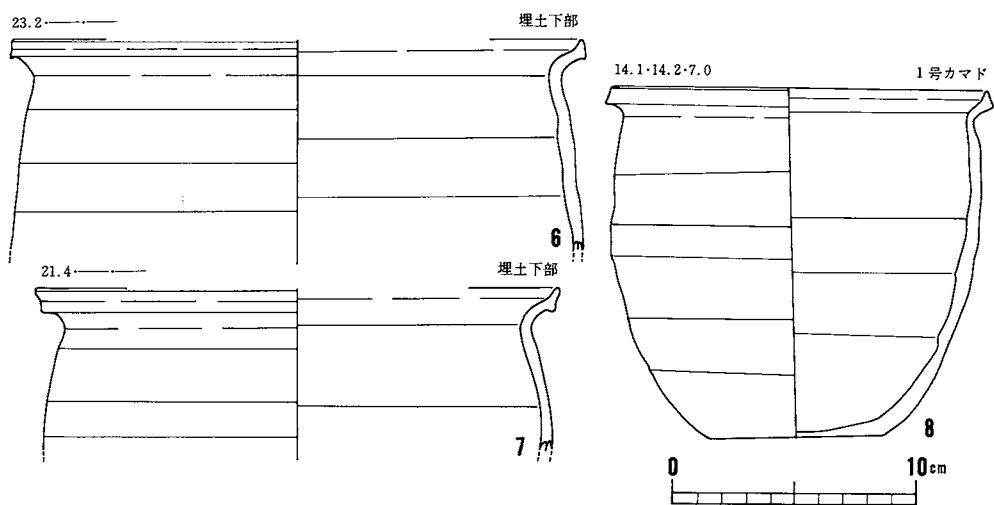 23.2・――・―― 埋土下部
6
21.4・――・―― 埋土下部
7
14.1・14.2・7.0 1号カマド
8
0 10cm